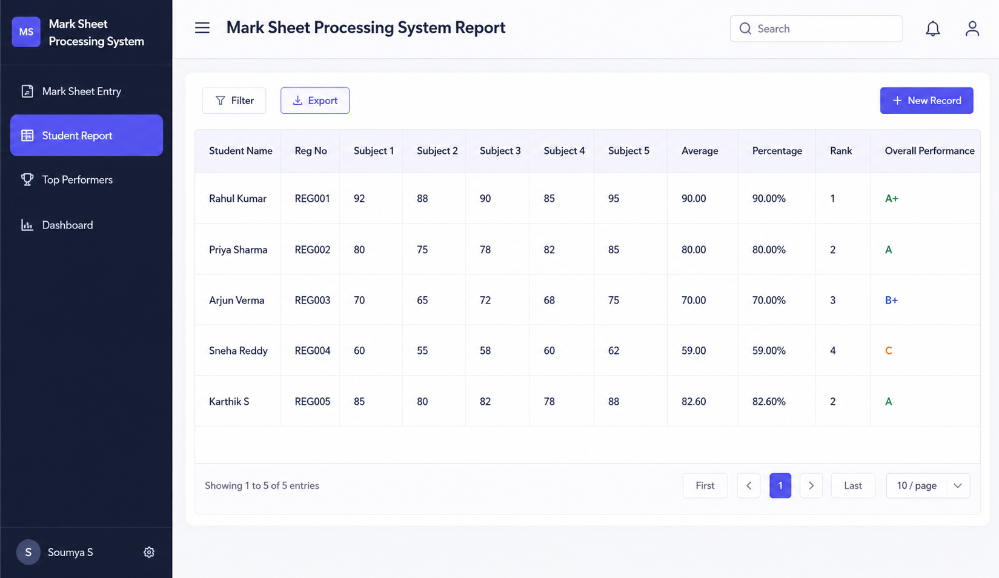 MS
Mark Sheet
Processing System
Mark Sheet Entry
Student Report
Top Performers
Dashboard
S Soumya S
Mark Sheet Processing System Report
Search
Filter Export + New Record
Student Name Reg No Subject 1 Subject 2 Subject 3 Subject 4 Subject 5 Average Percentage Rank Overall Performance
Rahul Kumar REG001 92 88 90 85 95 90.00 90.00% 1 A+
Priya Sharma REG002 80 75 78 82 85 80.00 80.00% 2 A
Arjun Verma REG003 70 65 72 68 75 70.00 70.00% 3 B+
Sneha Reddy REG004 60 55 58 60 62 59.00 59.00% 4 C
Karthik S REG005 85 80 82 78 88 82.60 82.60% 2 A
Showing 1 to 5 of 5 entries First 1 Last 10 / page